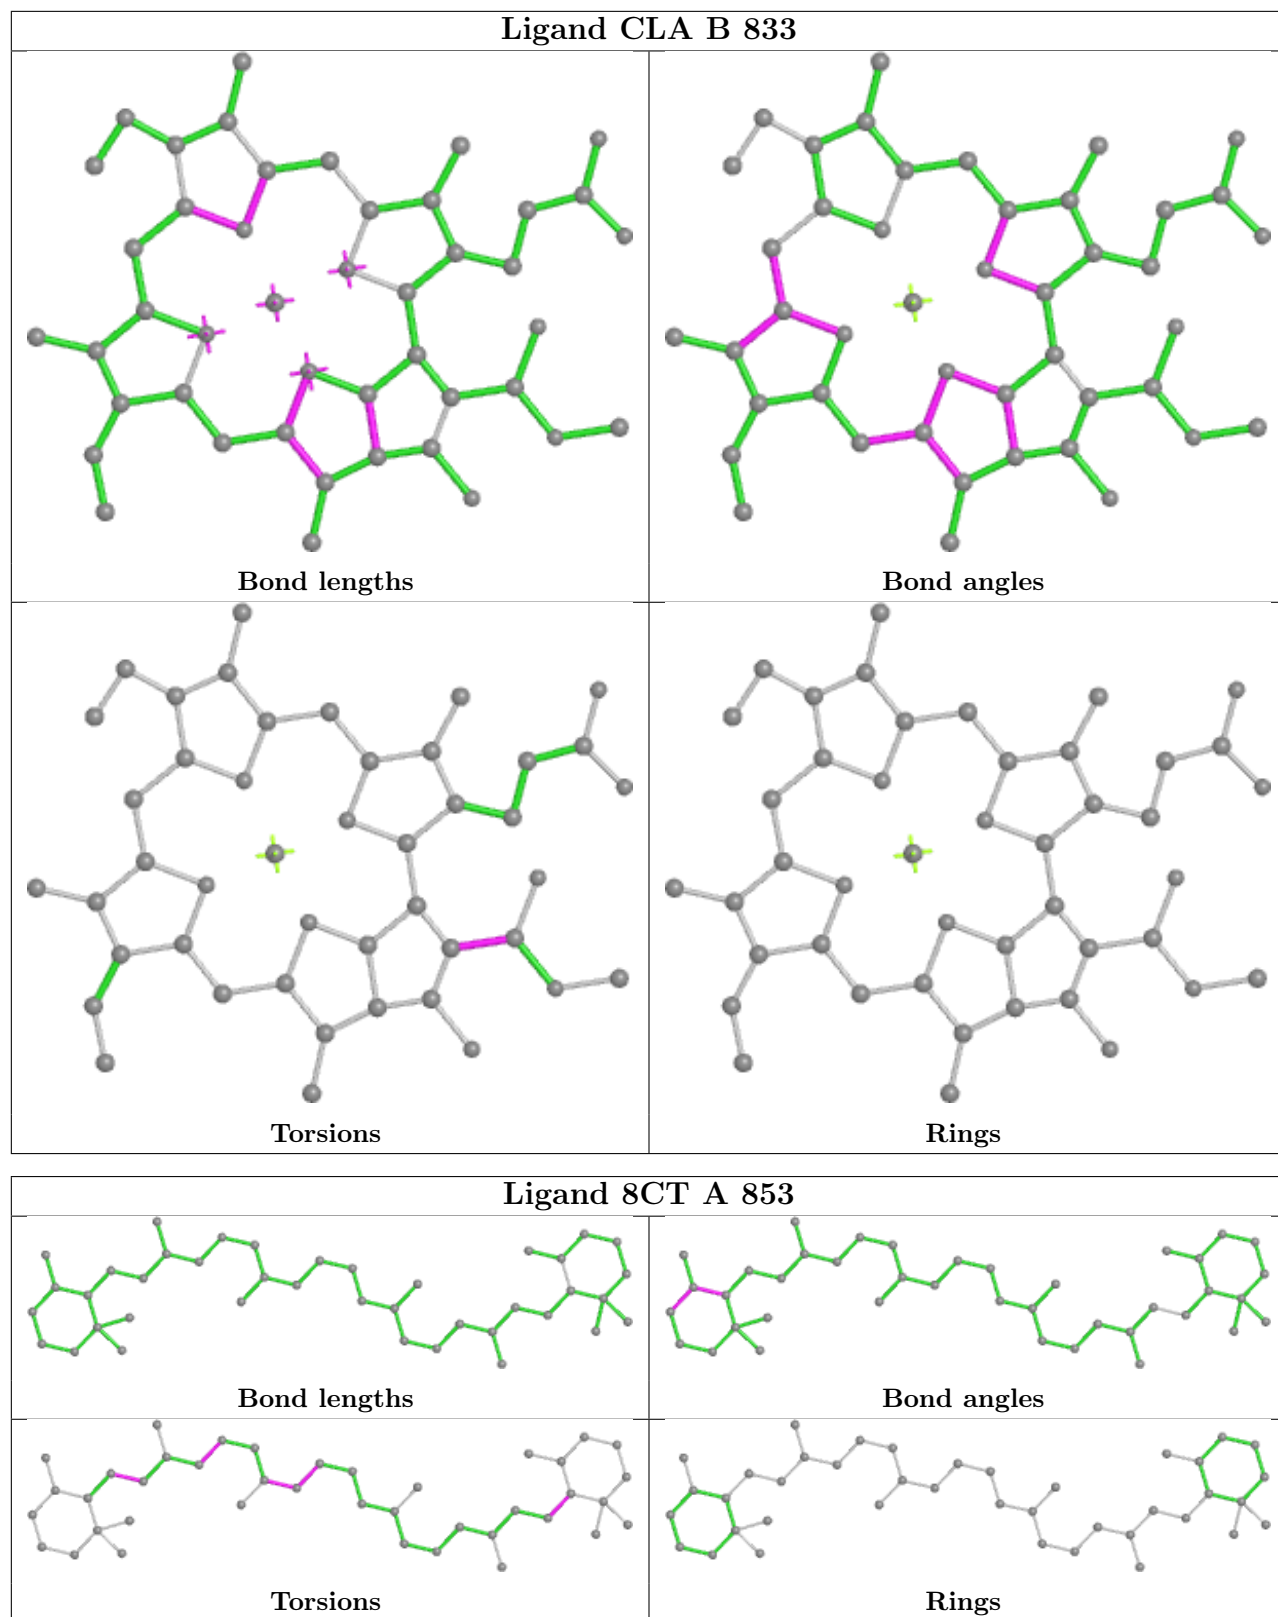 Ligand CLA B 833
Bond lengths
Bond angles
Torsions
Rings
Ligand 8CT A 853
Bond lengths
Bond angles
Torsions
Rings